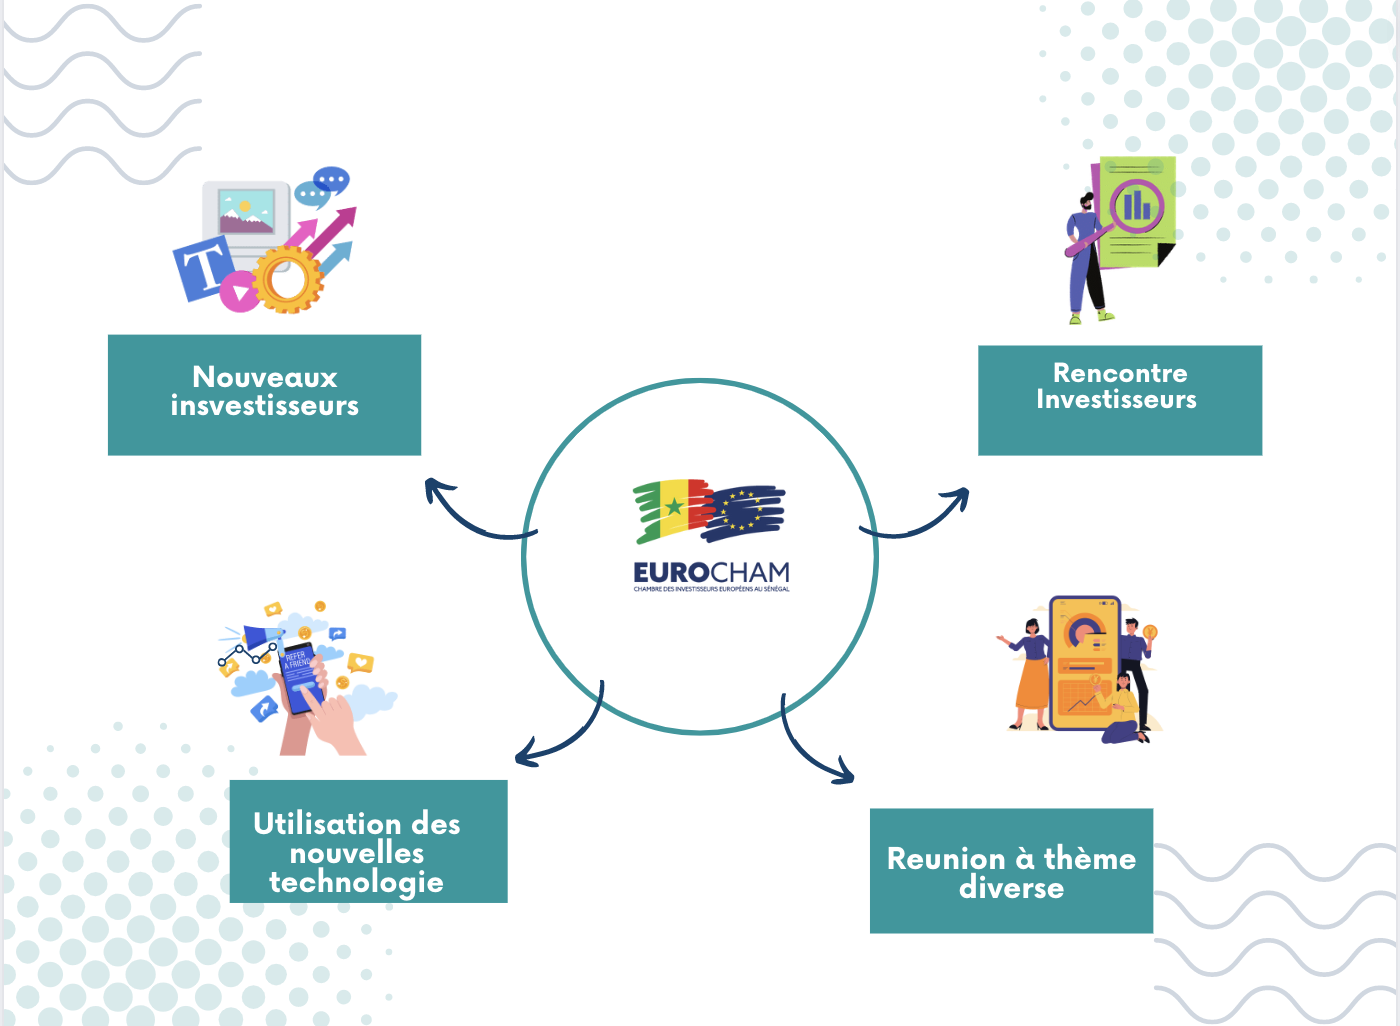 Nouveaux
insvestisseurs
Rencontre
Investisseurs
T
EUROCHAM
CHAMBRE DES INVESTISSEURS EUROPÉENS AU SÉNÉGAL
REFER
A FRIEND
Utilisation des
nouvelles
technologie
Reunion à thème
diverse